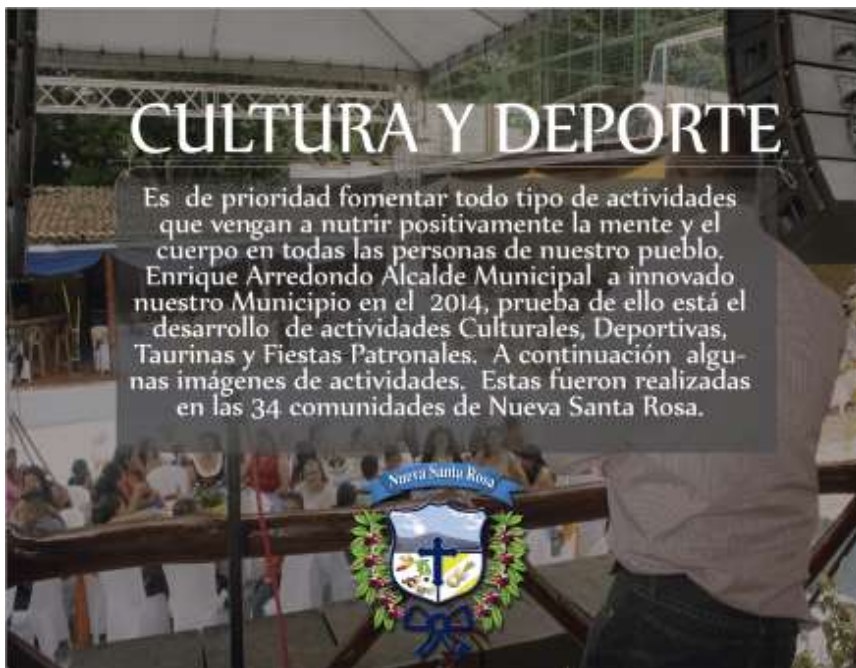 CULTURA Y DEPORTE
Es de prioridad fomentar todo tipo de actividades
que vengan a nutrir positivamente la mente y el
cuerpo en todas las personas de nuestro pueblo.
Enrique Arredondo Alcalde Municipal a innovado
nuestro Municipio en el 2014, prueba de ello está el
desarrollo de actividades Culturales, Deportivas,
Taurinas y Fiestas Patronales. A continuación algu-
nas imágenes de actividades. Estas fueron realizadas
en las 34 comunidades de Nueva Santa Rosa.
Nueva Santa Rosa